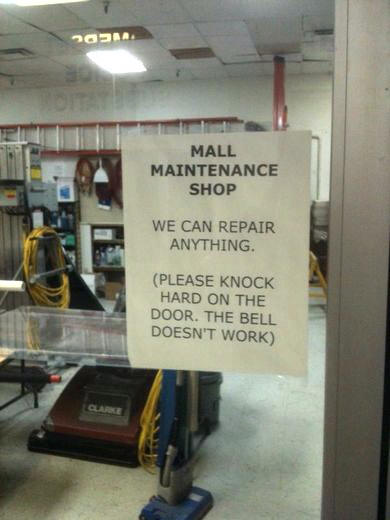 MALL
MAINTENANCE
SHOP
WE CAN REPAIR
ANYTHING.
(PLEASE KNOCK
HARD ON THE
DOOR. THE BELL
DOESN'T WORK)
CLARKE